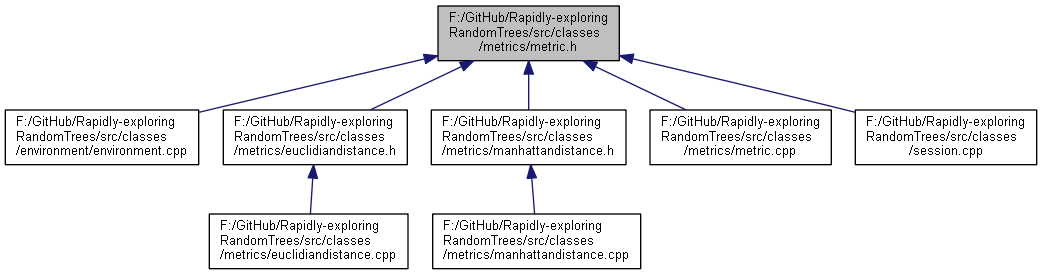 F:/GitHub/Rapidly-exploring
RandomTrees/src/classes
/metrics/metric.h
F:/GitHub/Rapidly-exploring
RandomTrees/src/classes
/environment/environment.cpp
F:/GitHub/Rapidly-exploring
RandomTrees/src/classes
/metrics/euclidiandistance.h
F:/GitHub/Rapidly-exploring
RandomTrees/src/classes
/metrics/manhattandistance.h
F:/GitHub/Rapidly-exploring
RandomTrees/src/classes
/metrics/metric.cpp
F:/GitHub/Rapidly-exploring
RandomTrees/src/classes
/session.cpp
F:/GitHub/Rapidly-exploring
RandomTrees/src/classes
/metrics/euclidiandistance.cpp
F:/GitHub/Rapidly-exploring
RandomTrees/src/classes
/metrics/manhattandistance.cpp